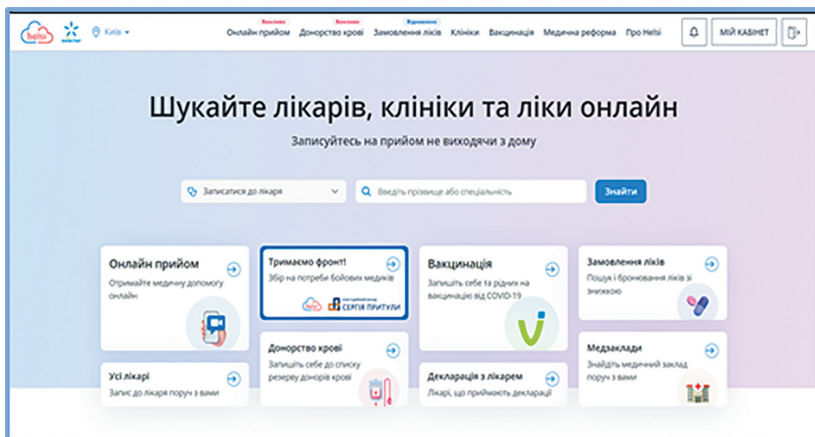 Важливо Важливо Відновлено
helsi
київстар
Київ
Онлайн прийом Донорство крові Замовлення ліків Клініки Вакцинація Медична реформа Про Helsi
МІЙ КАБІНЕТ
Шукайте лікарів, клініки та ліки онлайн
Записуйтесь на прийом не виходячи з дому
Записатися до лікаря
Введіть прізвище або спеціальність
Знайти
Онлайн прийом
Отримайте медичну допомогу
онлайн
Тримаємо фронт!
Збір на потреби бойових медиків
СЕРГІЯ ПРИТУЛИ
Вакцинація
Запишіть себе та рідних на
вакцинацію від COVID-19
Замовлення ліків
Пошук і бронювання ліків зі
знижкою
Усі лікарі
Запис до лікаря поруч з вами
Донорство крові
Запишіть себе до списку
резерву донорів крові
Декларація з лікарем
Лікарі, що приймають декларації
Медзаклади
Знайдіть медичний заклад
поруч з вами